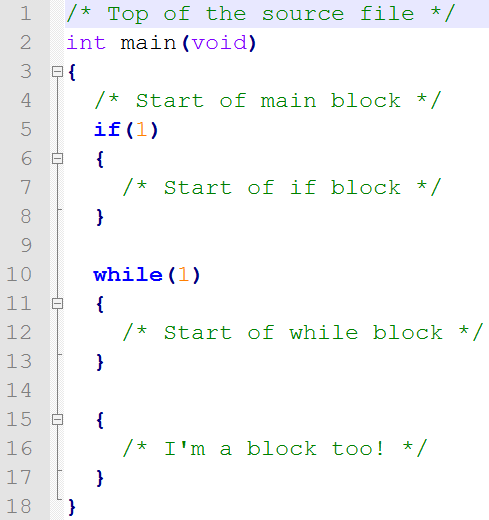 1 /* Top of the source file */
2 int main(void)
3 {
4 /* Start of main block */
5 if(1)
6 {
7 /* Start of if block */
8 }
9
10 while(1)
11 {
12 /* Start of while block */
13 }
14
15 {
16 /* I'm a block too! */
17 }
18 }